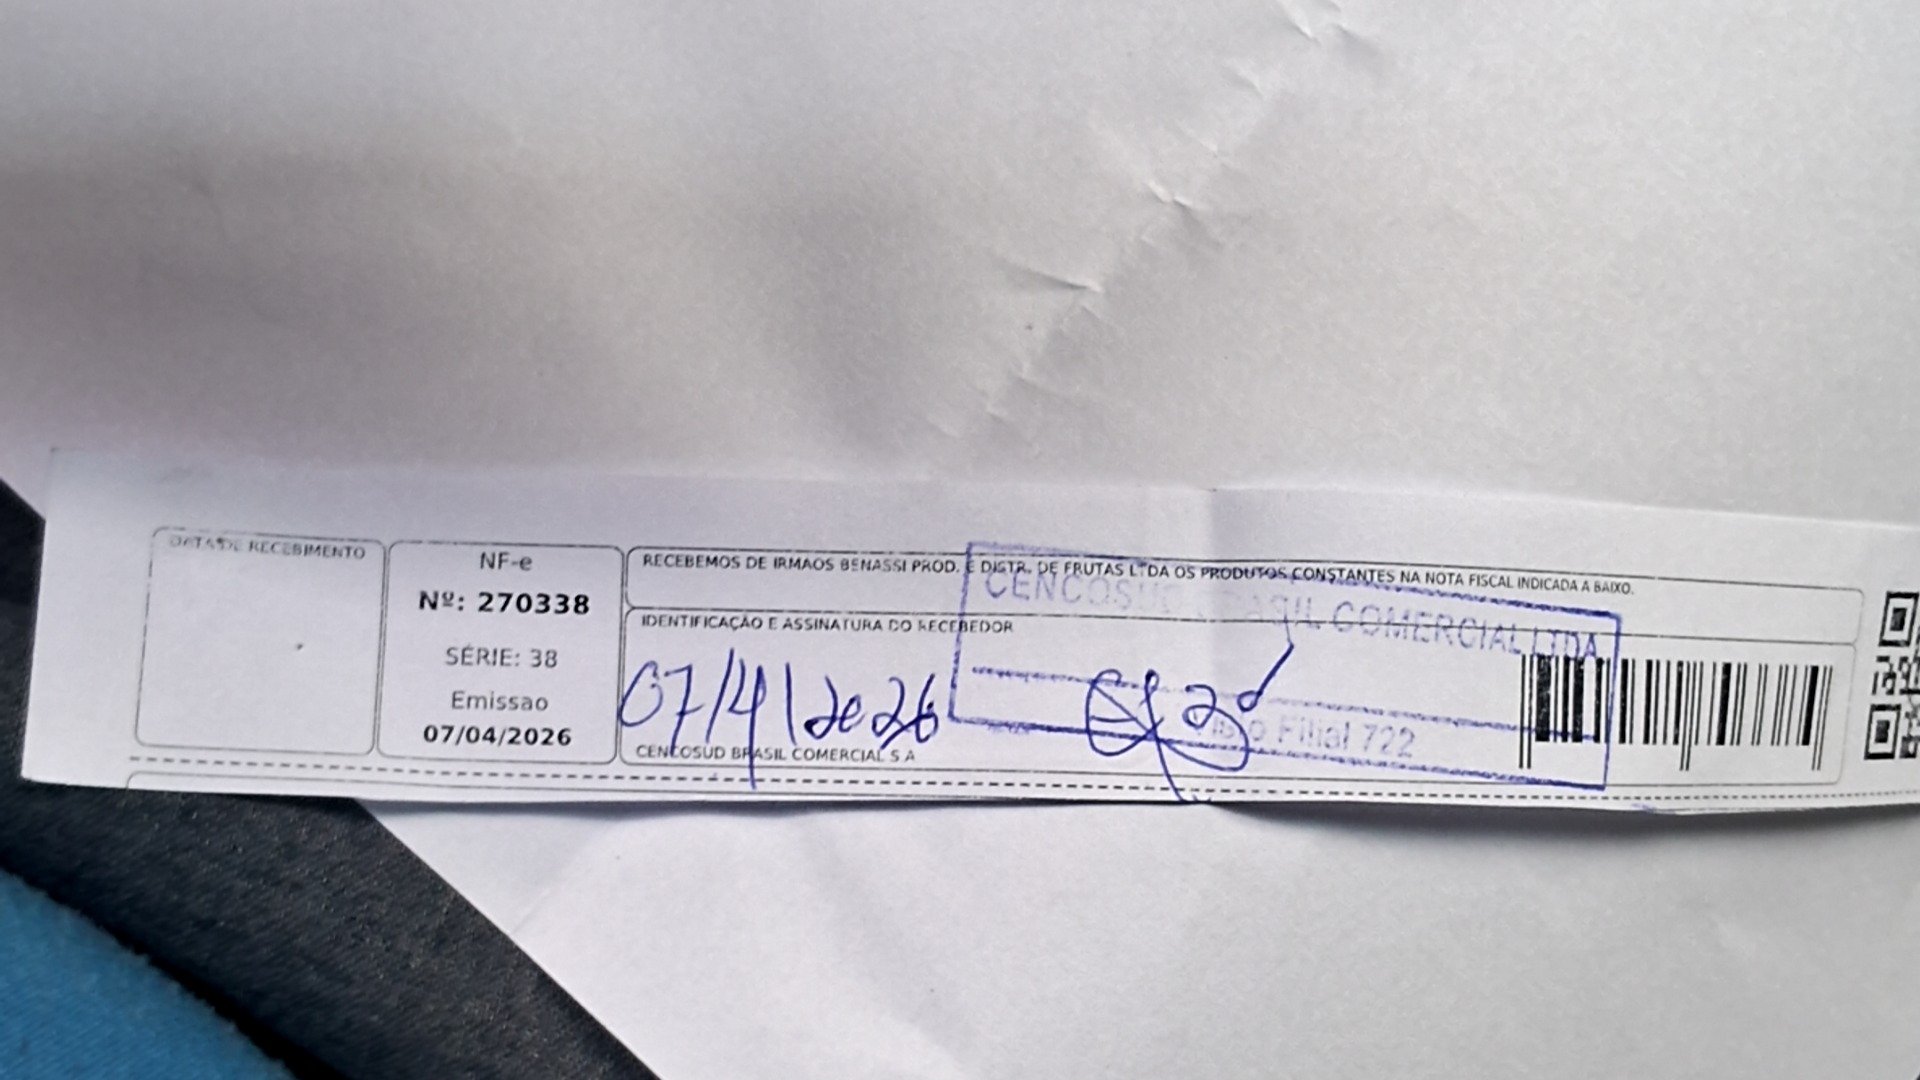 DATA DE RECEBIMENTO
NF-e
Nº: 270338
SÉRIE: 38
Emissao
07/04/2026
RECEBEMOS DE IRMAOS BENASSI PROD. E DISTR. DE FRUTAS LTDA OS PRODUTOS CONSTANTES NA NOTA FISCAL INDICADA A BAIXO.
IDENTIFICAÇÃO E ASSINATURA DO RECEBEDOR
07/4/2026
CENCOSUD BRASIL COMERCIAL S A
CENCOSUD BRASIL COMERCIAL LTDA
Filial 722